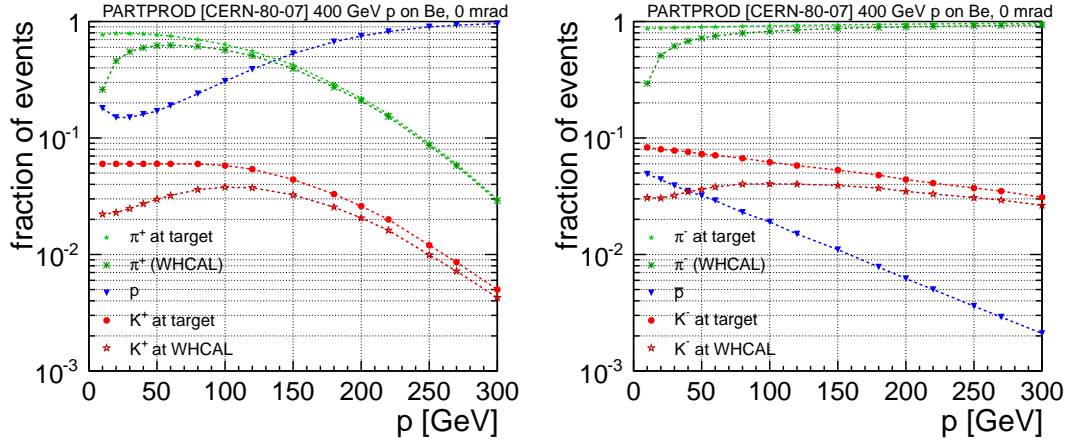 PARTPROD [CERN-80-07] 400 GeV p on Be, 0 mrad
fraction of events
1
10⁻¹
10⁻²
10⁻³
π⁺ at target
π⁺ (WHCAL)
p
K⁺ at target
K⁺ at WHCAL
0 50 100 150 200 250 300
p [GeV]
PARTPROD [CERN-80-07] 400 GeV p on Be, 0 mrad
fraction of events
1
10⁻¹
10⁻²
10⁻³
π⁻ at target
π⁻ (WHCAL)
p̅
K⁻ at target
K⁻ at WHCAL
0 50 100 150 200 250 300
p [GeV]